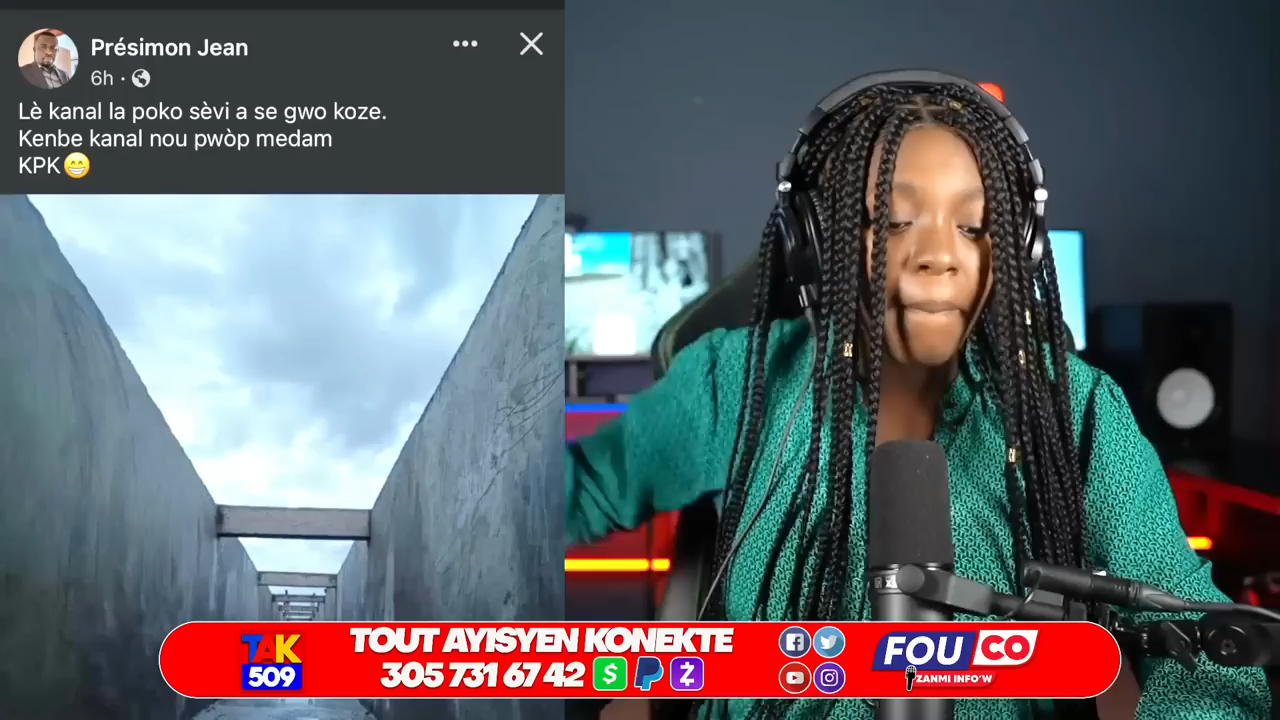 Présimon Jean
6h ·
Lè kanal la poko sèvi a se gwo koze.
Kenbe kanal nou pwòp medam
KPK😁
TAK
509
TOUT AYISYEN KONEKTE
305 731 67 42
FOU CO
ZANMI INFO'W